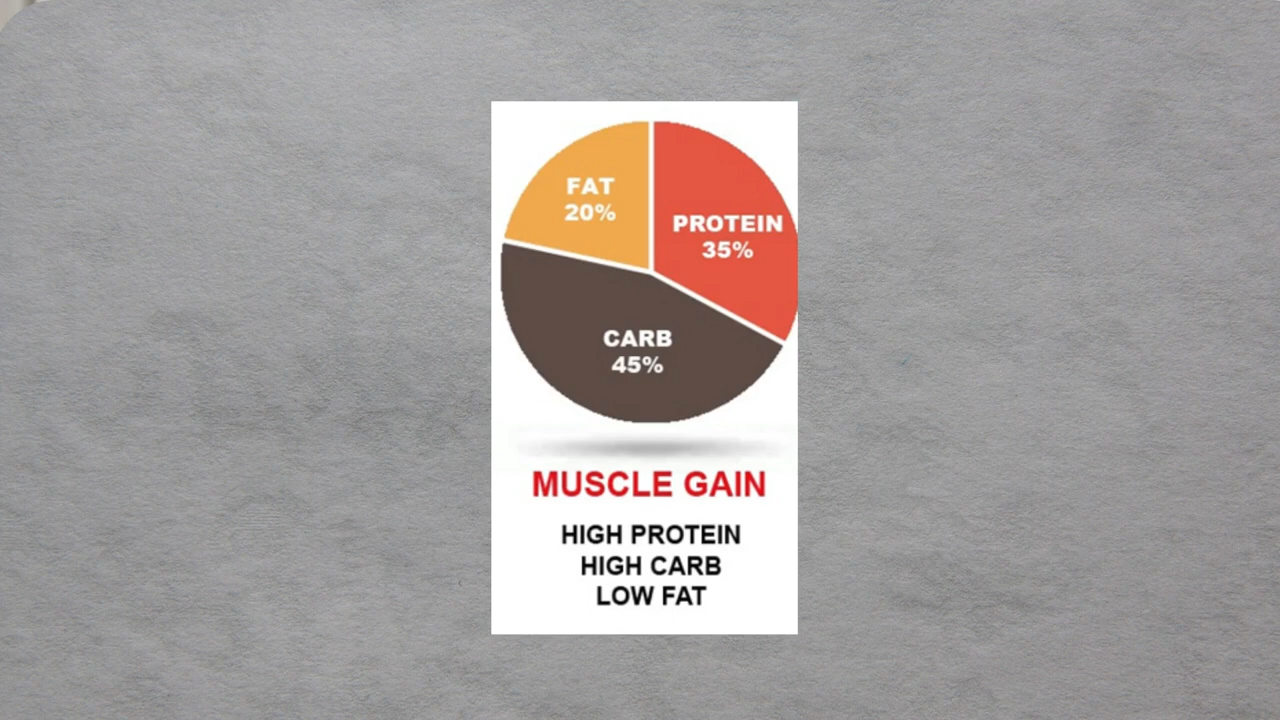 FAT
20%
PROTEIN
35%
CARB
45%
MUSCLE GAIN
HIGH PROTEIN
HIGH CARB
LOW FAT